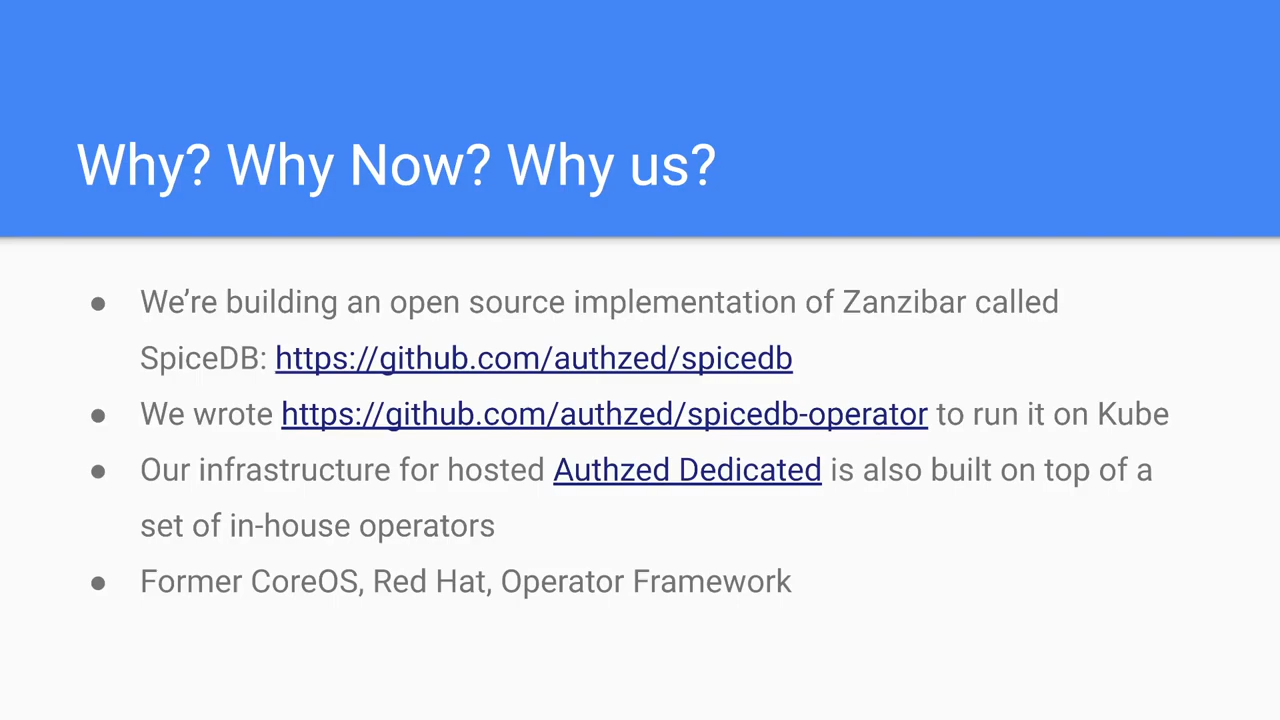 Why? Why Now? Why us?
● We’re building an open source implementation of Zanzibar called
SpiceDB: https://github.com/authzed/spicedb
● We wrote https://github.com/authzed/spicedb-operator to run it on Kube
● Our infrastructure for hosted Authzed Dedicated is also built on top of a
set of in-house operators
● Former CoreOS, Red Hat, Operator Framework